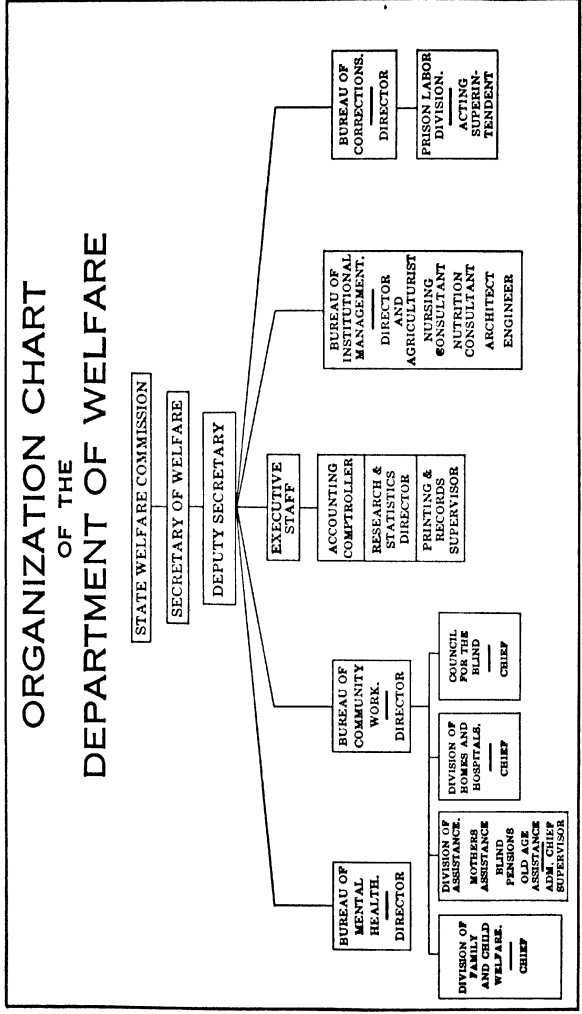 ORGANIZATION CHART
OF THE
DEPARTMENT OF WELFARE
STATE WELFARE COMMISSION
SECRETARY OF WELFARE
DEPUTY SECRETARY
BUREAU OF
MENTAL
HEALTH.
DIRECTOR
BUREAU OF
COMMUNITY
WORK.
DIRECTOR
DIVISION OF
FAMILY
AND CHILD
WELFARE.
CHIEF
DIVISION OF
ASSISTANCE.
MOTHERS
ASSISTANCE
BLIND
PENSIONS
OLD AGE
ASSISTANCE
ADM. CHIEF
SUPERVISOR
DIVISION OF
HOMES AND
HOSPITALS.
CHIEF
COUNCIL
FOR THE
BLIND
CHIEF
EXECUTIVE
STAFF
ACCOUNTING
COMPTROLLER
RESEARCH &
STATISTICS
DIRECTOR
PRINTING &
RECORDS
SUPERVISOR
BUREAU OF
INSTITUTIONAL
MANAGEMENT.
DIRECTOR
AND
AGRICULTURIST
NURSING
CONSULTANT
NUTRITION
CONSULTANT
ARCHITECT
ENGINEER
BUREAU OF
CORRECTIONS.
DIRECTOR
PRISON LABOR
DIVISION.
ACTING
SUPERIN-
TENDENT